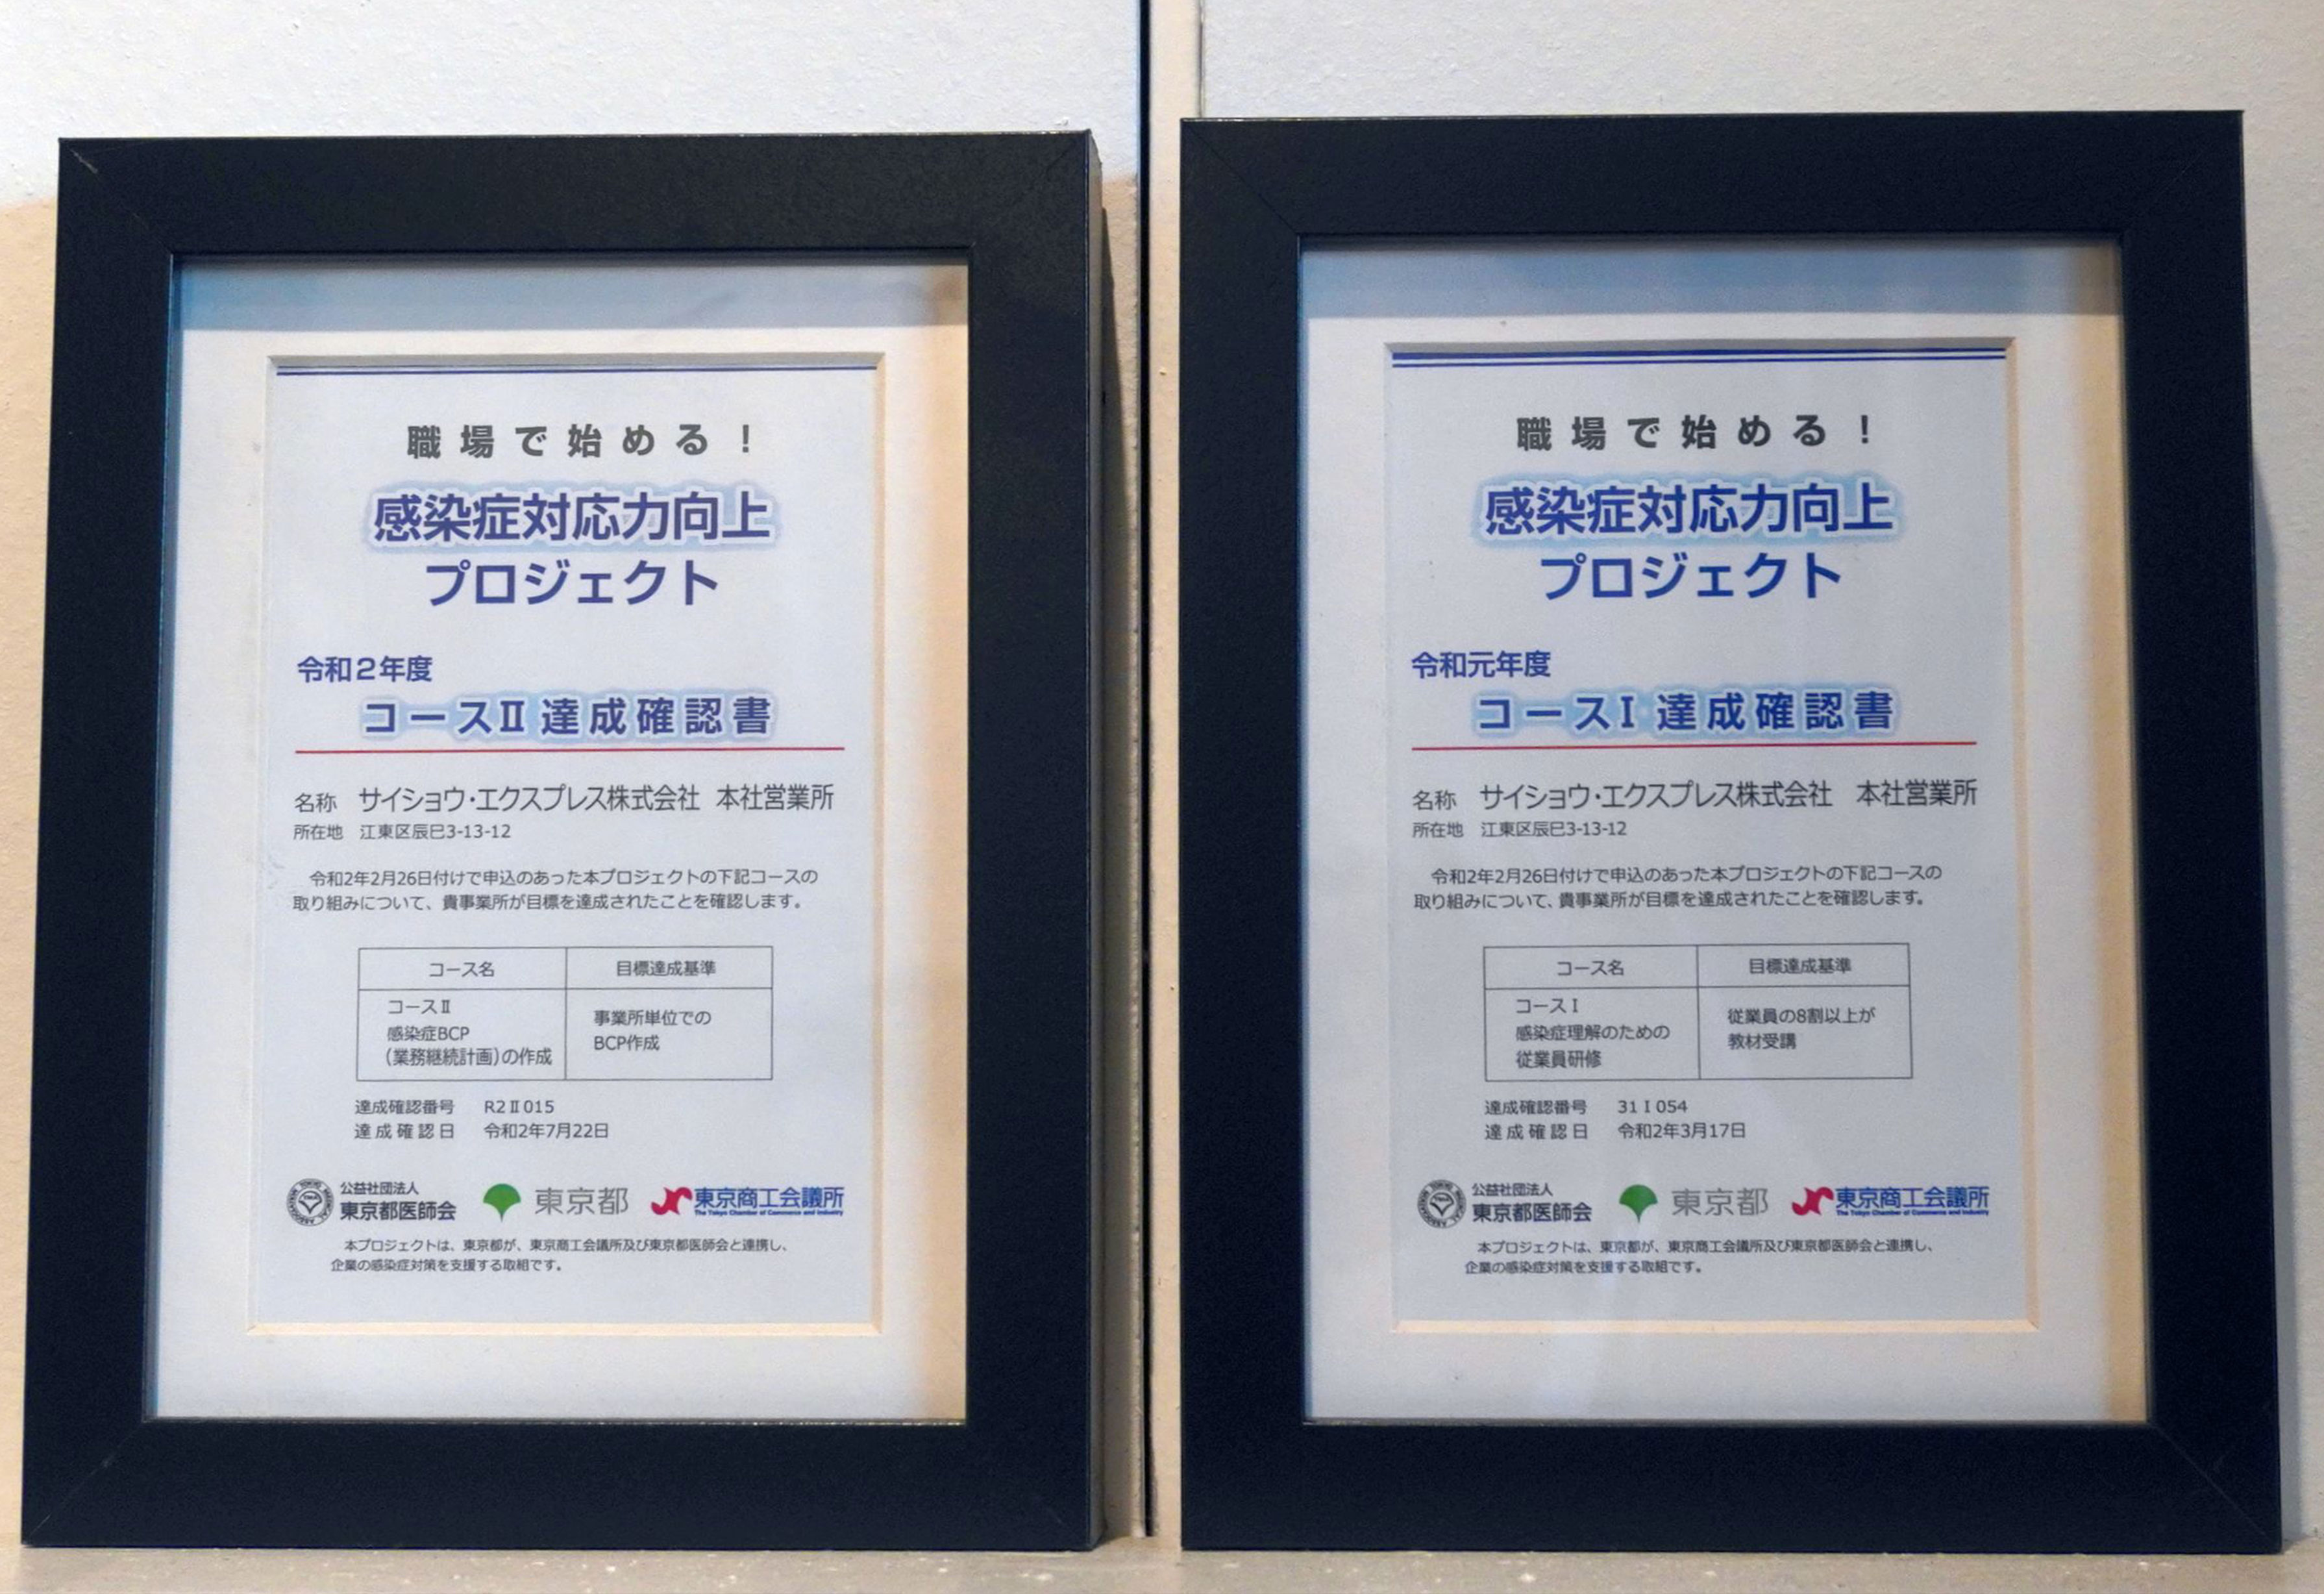 職場で始める！
感染症対応力向上
プロジェクト
令和2年度
コースⅡ 達成確認書
名称 サイショウ・エクスプレス株式会社 本社営業所
所在地 江東区辰巳3-13-12
令和2年2月26日付けで申込のあった本プロジェクトの下記コースの
取り組みについて、貴事業所が目標を達成されたことを確認します。
コース名 目標達成基準
コースⅡ
感染症BCP
（業務継続計画）の作成
事業所単位での
BCP作成
達成確認番号 R2Ⅱ015
達成確認日 令和2年7月22日
公益社団法人
東京都医師会
東京都
東京商工会議所
The Tokyo Chamber of Commerce and Industry
本プロジェクトは、東京都が、東京商工会議所及び東京都医師会と連携し、
企業の感染症対策を支援する取組です。
職場で始める！
感染症対応力向上
プロジェクト
令和元年度
コースⅠ 達成確認書
名称 サイショウ・エクスプレス株式会社 本社営業所
所在地 江東区辰巳3-13-12
令和2年2月26日付けで申込のあった本プロジェクトの下記コースの
取り組みについて、貴事業所が目標を達成されたことを確認します。
コース名 目標達成基準
コースⅠ
感染症理解のための
従業員研修
従業員の8割以上が
教材受講
達成確認番号 31Ⅰ054
達成確認日 令和2年3月17日
公益社団法人
東京都医師会
東京都
東京商工会議所
The Tokyo Chamber of Commerce and Industry
本プロジェクトは、東京都が、東京商工会議所及び東京都医師会と連携し、
企業の感染症対策を支援する取組です。